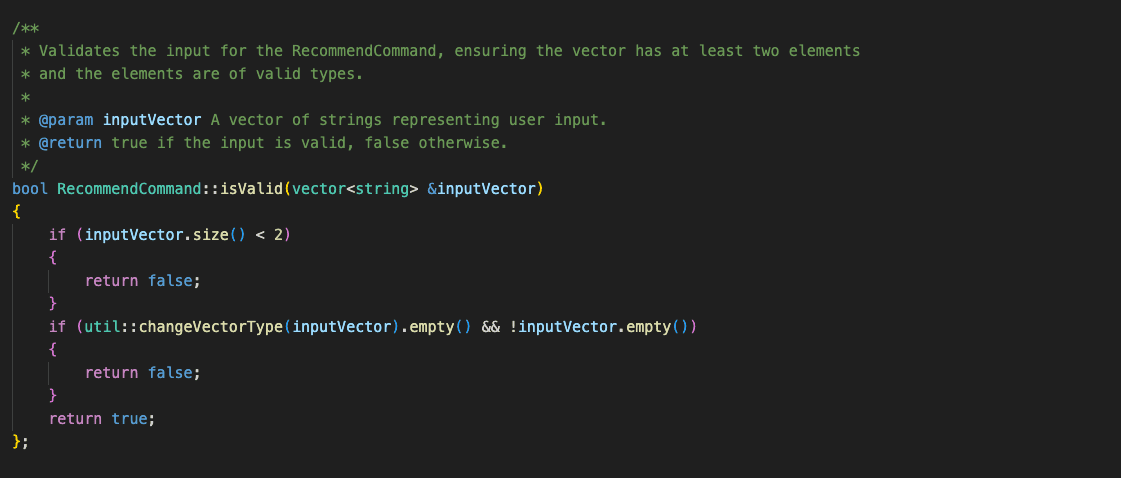 /**
 * Validates the input for the RecommendCommand, ensuring the vector has at least two elements
 * and the elements are of valid types.
 *
 * @param inputVector A vector of strings representing user input.
 * @return true if the input is valid, false otherwise.
 */
bool RecommendCommand::isValid(vector<string> &inputVector)
{
    if (inputVector.size() < 2)
    {
        return false;
    }
    if (util::changeVectorType(inputVector).empty() && !inputVector.empty())
    {
        return false;
    }
    return true;
};